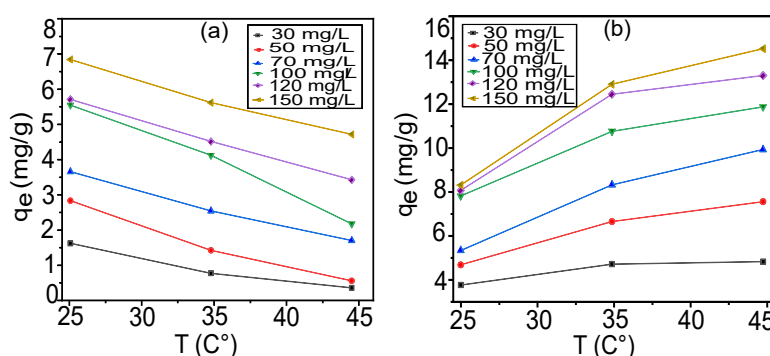 (a)
30 mg/L
50 mg/L
70 mg/L
100 mg/L
120 mg/L
150 mg/L
qe (mg/g)
8
7
6
5
4
3
2
1
0
25 30 35 40 45
T (C°)
(b)
30 mg/L
50 mg/L
70 mg/L
100 mg/L
120 mg/L
150 mg/L
qe (mg/g)
16
14
12
10
8
6
4
25 30 35 40 45
T (C°)